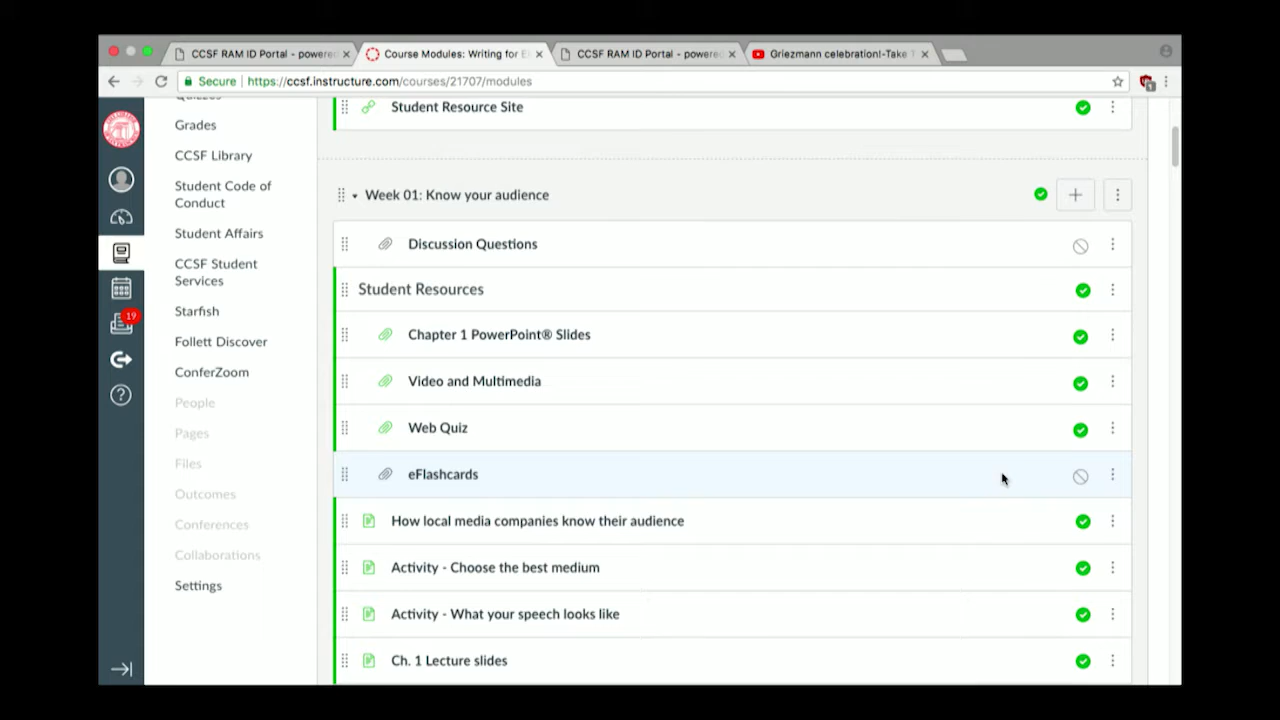 CCSF RAM ID Portal - powered
Course Modules: Writing for E
CCSF RAM ID Portal - powered
Griezmann celebration!-Take T
Secure
https://ccsf.instructure.com/courses/21707/modules
1
Quizzes
Grades
CCSF Library
Student Code of
Conduct
Student Affairs
CCSF Student
Services
Starfish
Follett Discover
ConferZoom
People
Pages
Files
Outcomes
Conferences
Collaborations
Settings
19
Student Resource Site
Week 01: Know your audience
Discussion Questions
Student Resources
Chapter 1 PowerPoint® Slides
Video and Multimedia
Web Quiz
eFlashcards
How local media companies know their audience
Activity - Choose the best medium
Activity - What your speech looks like
Ch. 1 Lecture slides